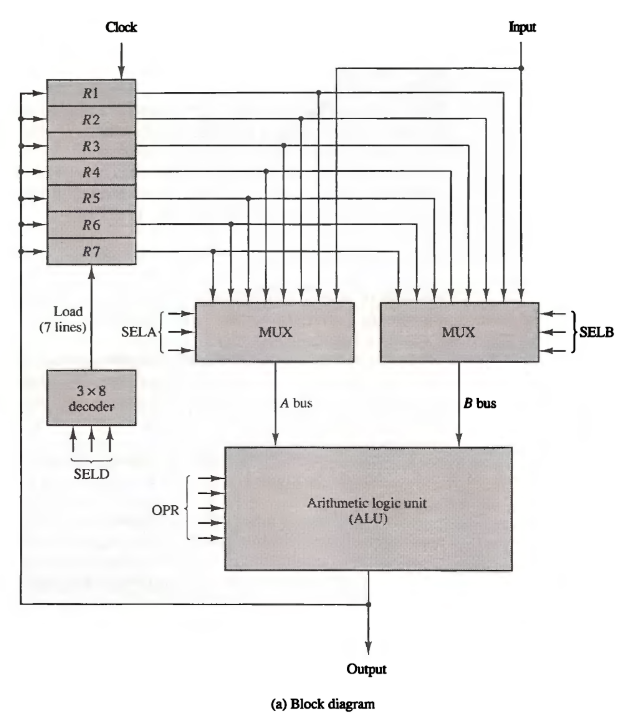 Clock
Input
R1
R2
R3
R4
R5
R6
R7
Load
(7 lines)
SELA
MUX
MUX
SELB
3 × 8
decoder
A bus
B bus
SELD
OPR
Arithmetic logic unit
(ALU)
Output
(a) Block diagram